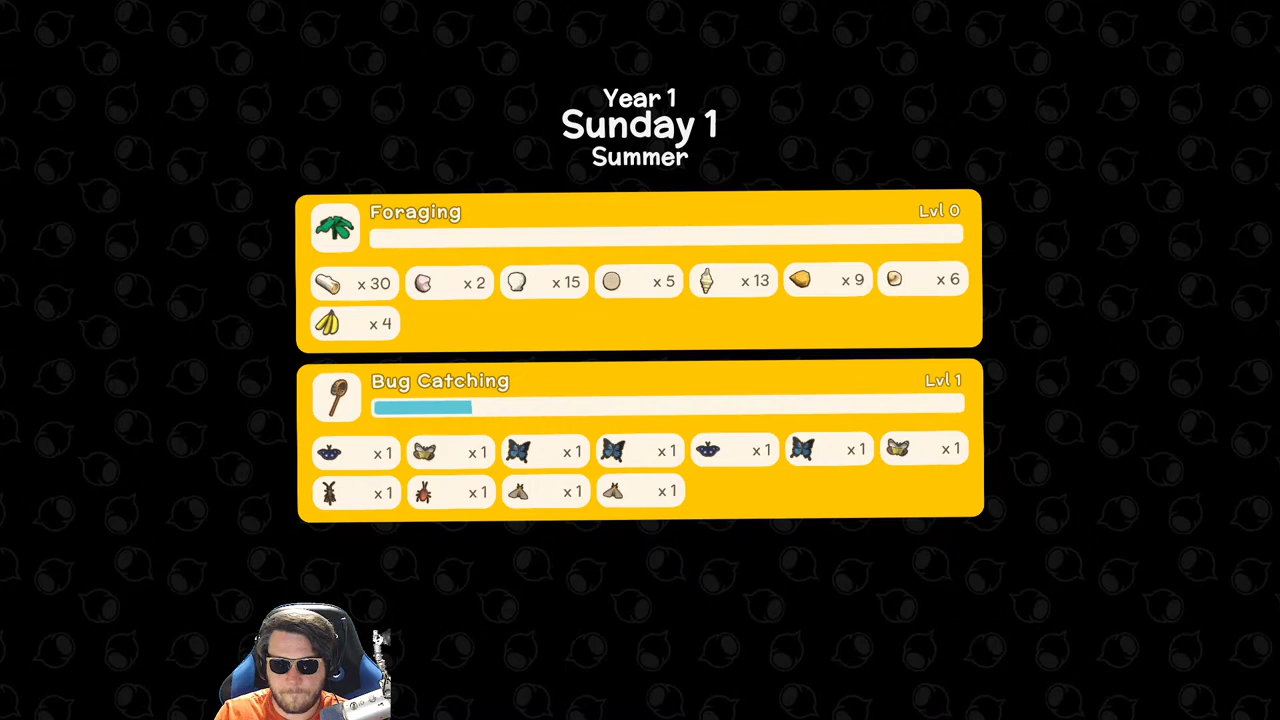 Year 1
Sunday 1
Summer
Foraging Lvl 0
x 30 x 2 x 15 x 5 x 13 x 9 x 6
x 4
Bug Catching Lvl 1
x 1 x 1 x 1 x 1 x 1 x 1 x 1
x 1 x 1 x 1 x 1